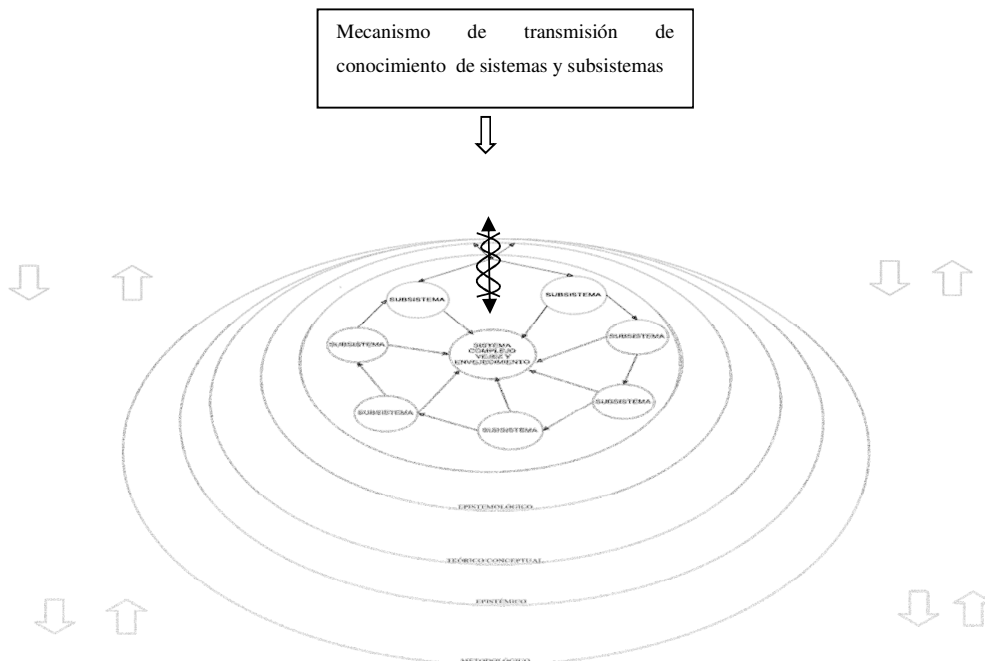 Mecanismo de transmisión de
conocimiento de sistemas y subsistemas
SUBSISTEMA
SUBSISTEMA
SUBSISTEMA
SUBSISTEMA
SISTEMA
COMPLEJO
VEJEZ Y
ENVEJECIMIENTO
SUBSISTEMA
SUBSISTEMA
SUBSISTEMA
EPISTEMOLÓGICO
TEÓRICO/CONCEPTUAL
EPISTÉMICO
METODOLÓGICO